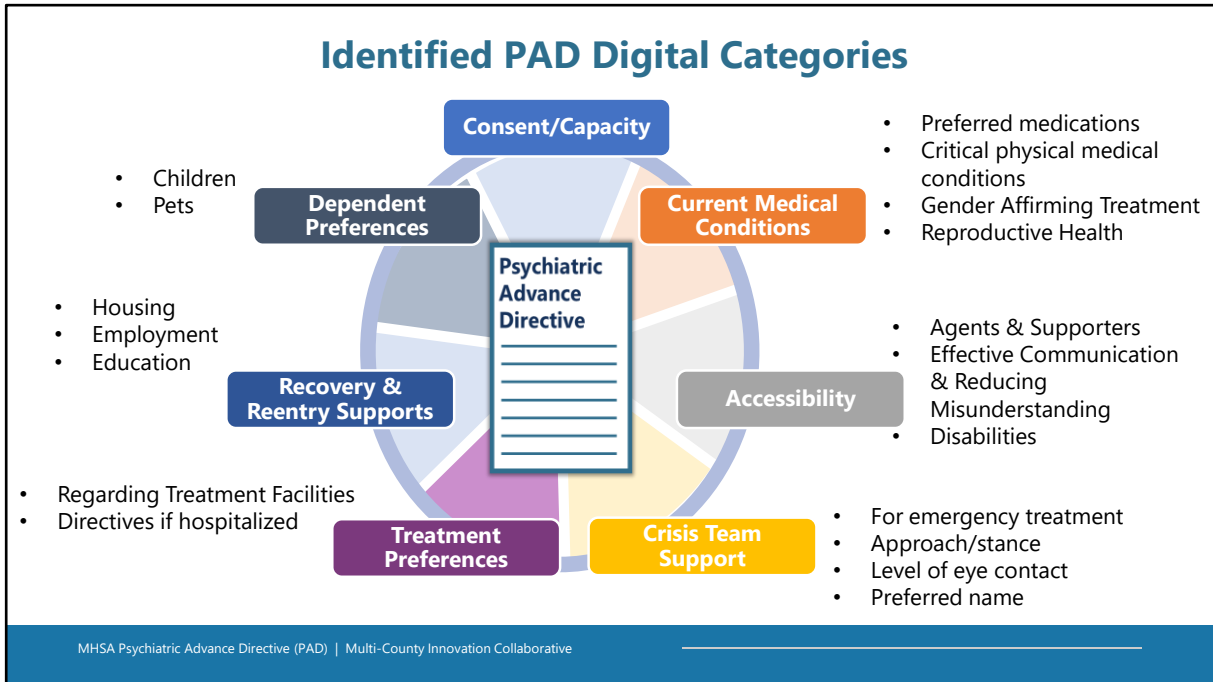 Identified PAD Digital Categories
Consent/Capacity
• Preferred medications
• Critical physical medical
conditions
• Gender Affirming Treatment
• Reproductive Health
Current Medical
Conditions
• Agents & Supporters
• Effective Communication
& Reducing
Misunderstanding
• Disabilities
Accessibility
• For emergency treatment
• Approach/stance
• Level of eye contact
• Preferred name
Crisis Team
Support
• Regarding Treatment Facilities
• Directives if hospitalized
Treatment
Preferences
• Housing
• Employment
• Education
Recovery &
Reentry Supports
• Children
• Pets
Dependent
Preferences
Psychiatric
Advance
Directive
MHSA Psychiatric Advance Directive (PAD) | Multi-County Innovation Collaborative